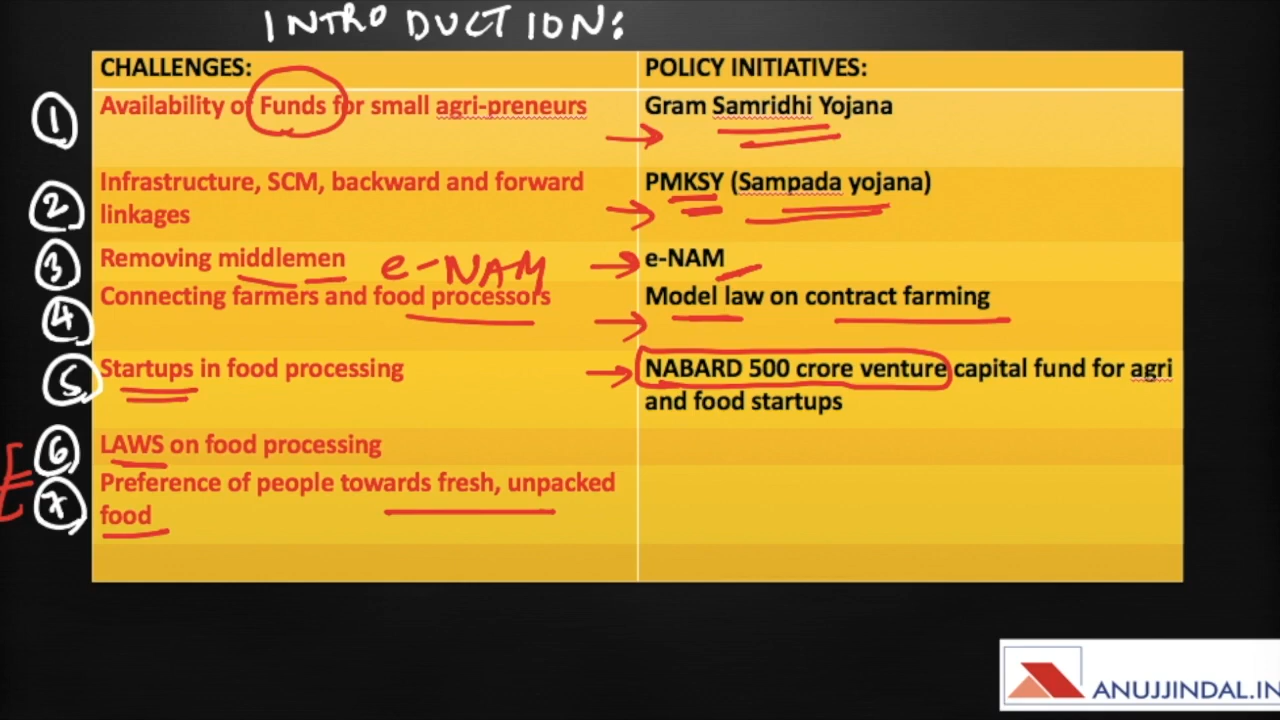 INTRODUCTION:
CHALLENGES:
POLICY INITIATIVES:
1
Availability of Funds for small agri-preneurs
Gram Samridhi Yojana
2
Infrastructure, SCM, backward and forward
linkages
PMKSY (Sampada yojana)
3
Removing middlemen
e-NAM
e-NAM
4
Connecting farmers and food processors
Model law on contract farming
5
Startups in food processing
NABARD 500 crore venture capital fund for agri
and food startups
6
LAWS on food processing
7
Preference of people towards fresh, unpacked
food
ANUJJINDAL.IN